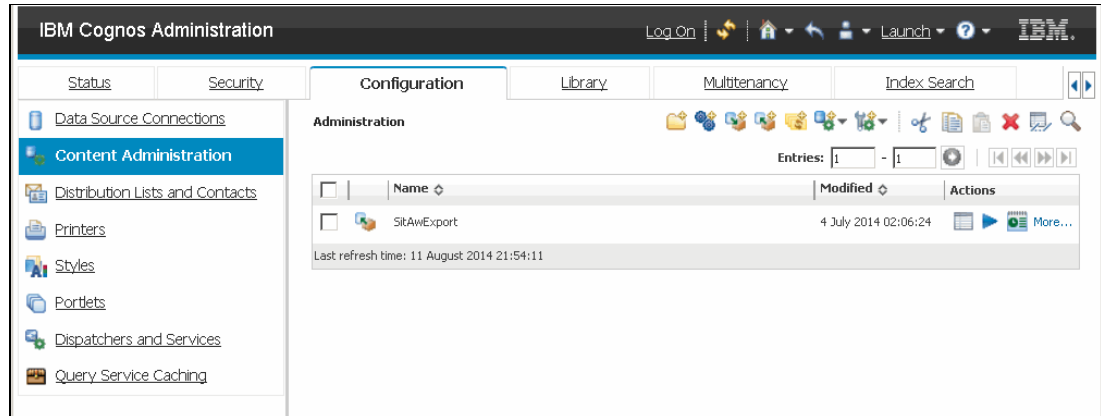 IBM Cognos Administration
Log On Launch IBM.
Status Security Configuration Library Multitenancy Index Search
Data Source Connections
Content Administration
Distribution Lists and Contacts
Printers
Styles
Portlets
Dispatchers and Services
Query Service Caching
Administration
Entries: 1 - 1
Name Modified Actions
SitAwExport 4 July 2014 02:06:24 More...
Last refresh time: 11 August 2014 21:54:11